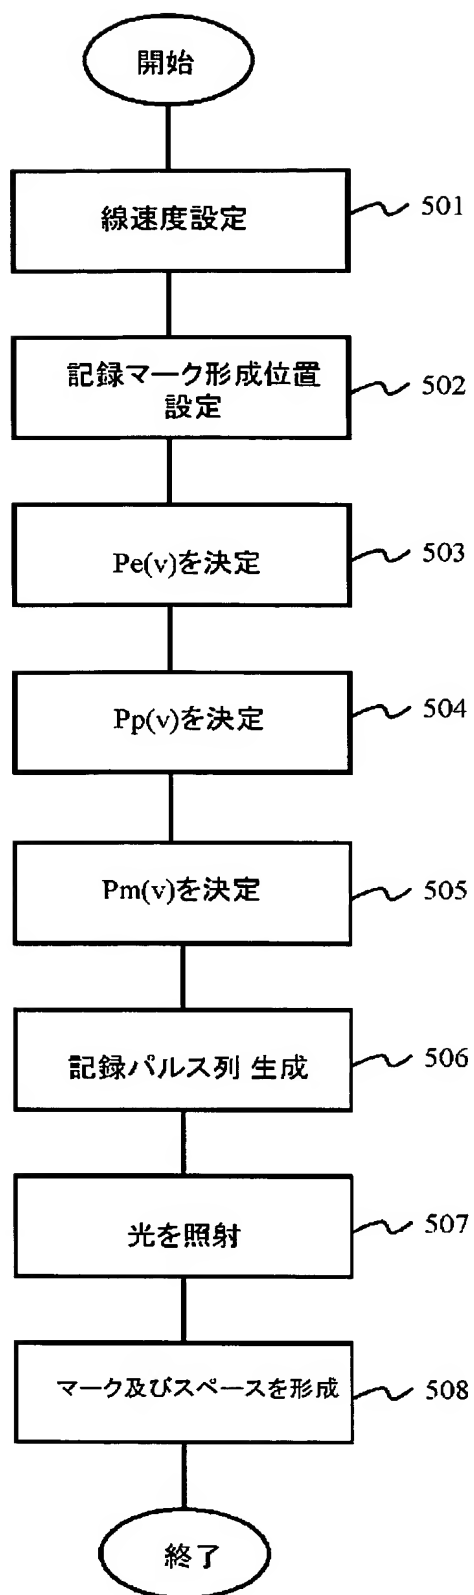 開始
線速度設定
501
記録マーク形成位置
設定
502
Pe(v)を決定
503
Pp(v)を決定
504
Pm(v)を決定
505
記録パルス列 生成
506
光を照射
507
マーク及びスペースを形成
508
終了